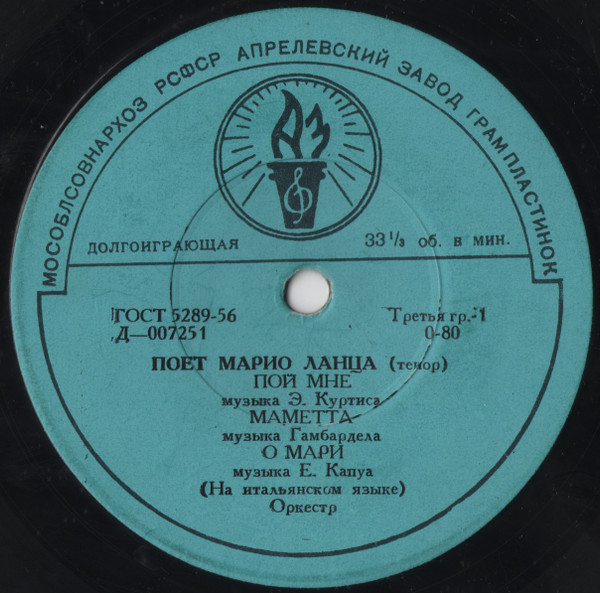 МОСОБЛСОВНАРХОЗ РСФСР АПРЕЛЕВСКИЙ ЗАВОД ГРАМПЛАСТИНОК
АЗ
ДОЛГОИГРАЮЩАЯ 33⅓ об. в мин.
ГОСТ 5289-56 Третья гр.-1
Д—007251 0-80
ПОЕТ МАРИО ЛАНЦА (тенор)
ПОЙ МНЕ
музыка Э. Куртиса
МАМЕТТА
музыка Гамбардела
О МАРИ
музыка Е. Капуа
(На итальянском языке)
Оркестр